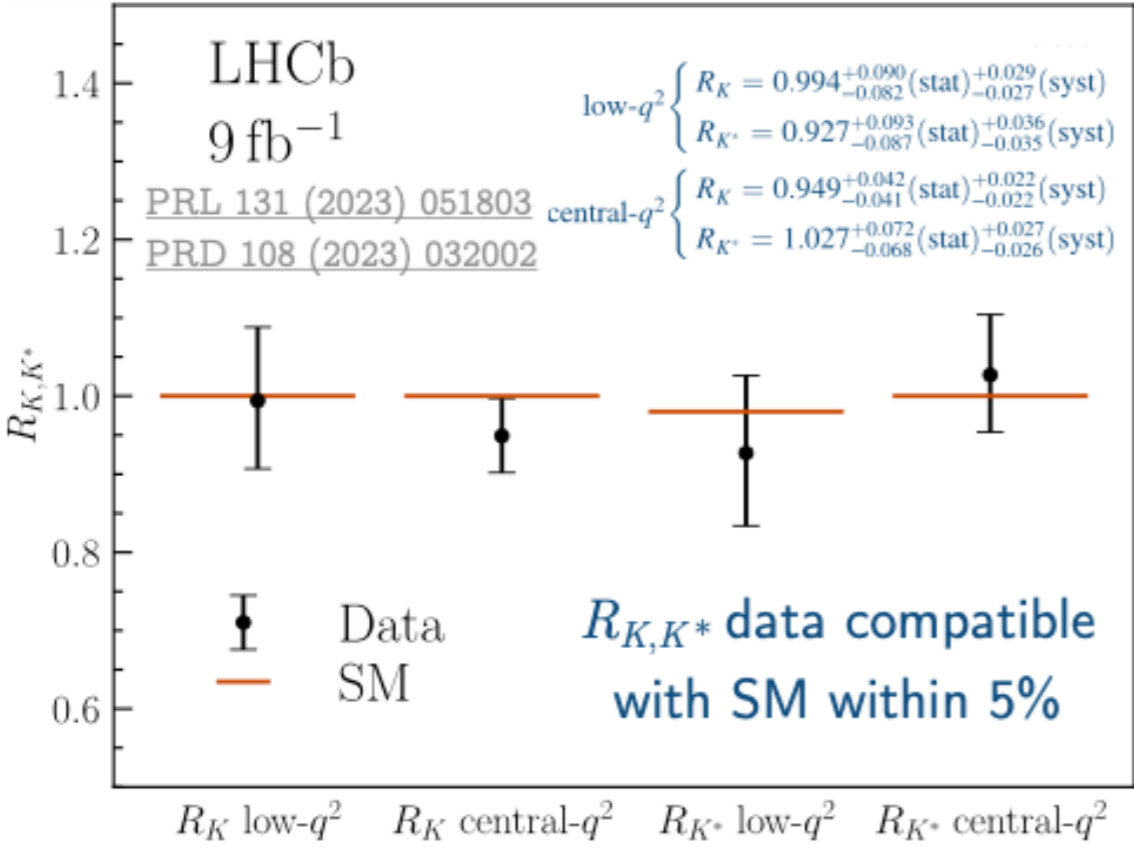 LHCb
9 fb⁻¹
PRL 131 (2023) 051803
PRD 108 (2023) 032002
low-q² { R_K = 0.994^{+0.090}_{-0.082}(stat)^{+0.029}_{-0.027}(syst)
R_{K*} = 0.927^{+0.093}_{-0.087}(stat)^{+0.036}_{-0.035}(syst)
central-q² { R_K = 0.949^{+0.042}_{-0.041}(stat)^{+0.022}_{-0.022}(syst)
R_{K*} = 1.027^{+0.072}_{-0.068}(stat)^{+0.027}_{-0.026}(syst)
R_{K,K*}
1.4
1.2
1.0
0.8
0.6
Data
SM
R_{K,K*} data compatible
with SM within 5%
R_K low-q² R_K central-q² R_{K*} low-q² R_{K*} central-q²